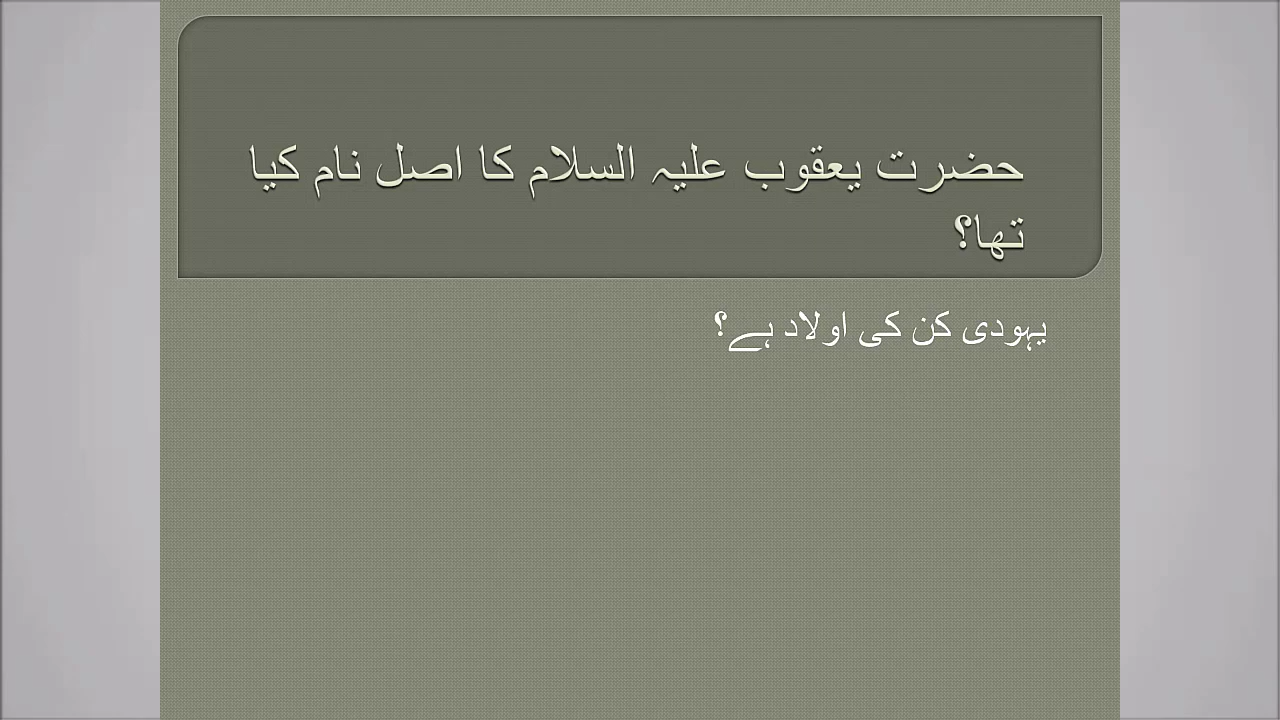 حضرت یعقوب علیہ السلام کا اصل نام کیا
تھا؟
یہودی کن کی اولاد ہے؟